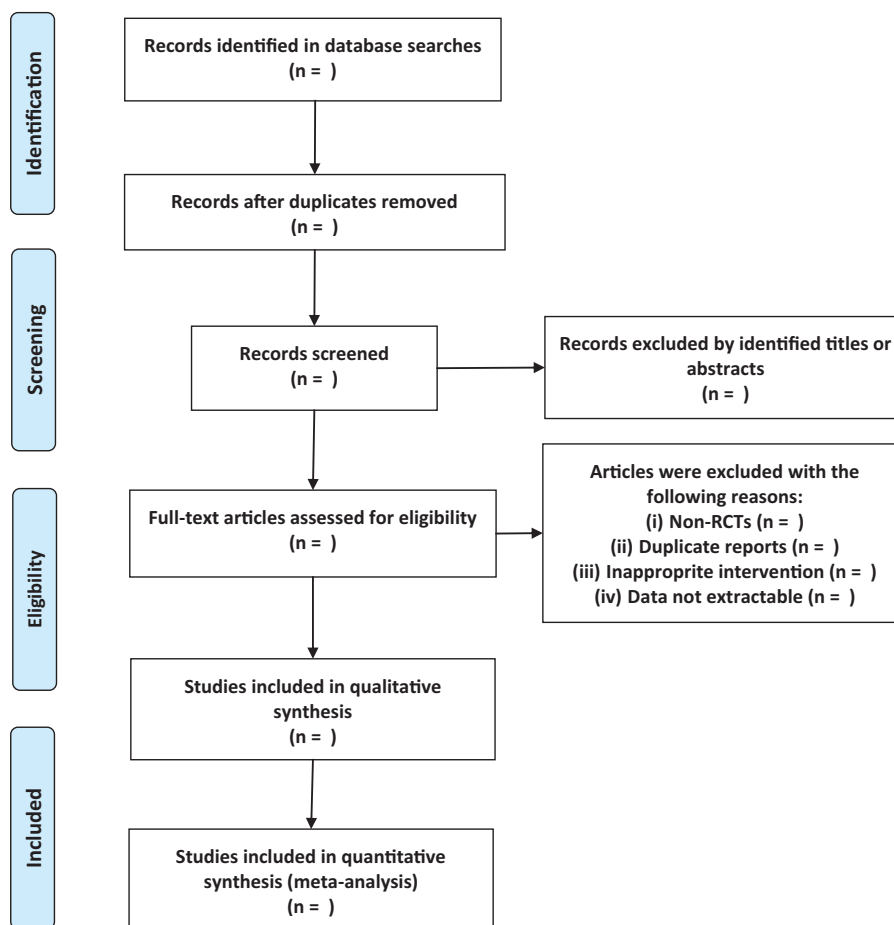 Identification
Records identified in database searches
(n =  )
Records after duplicates removed
(n =  )
Screening
Records screened
(n =  )
Records excluded by identified titles or
abstracts
(n =  )
Eligibility
Full-text articles assessed for eligibility
(n =  )
Articles were excluded with the
following reasons:
(i) Non-RCTs (n =  )
(ii) Duplicate reports (n =  )
(iii) Inapproprite intervention (n =  )
(iv) Data not extractable (n =  )
Studies included in qualitative
synthesis
(n =  )
Included
Studies included in quantitative
synthesis (meta-analysis)
(n =  )